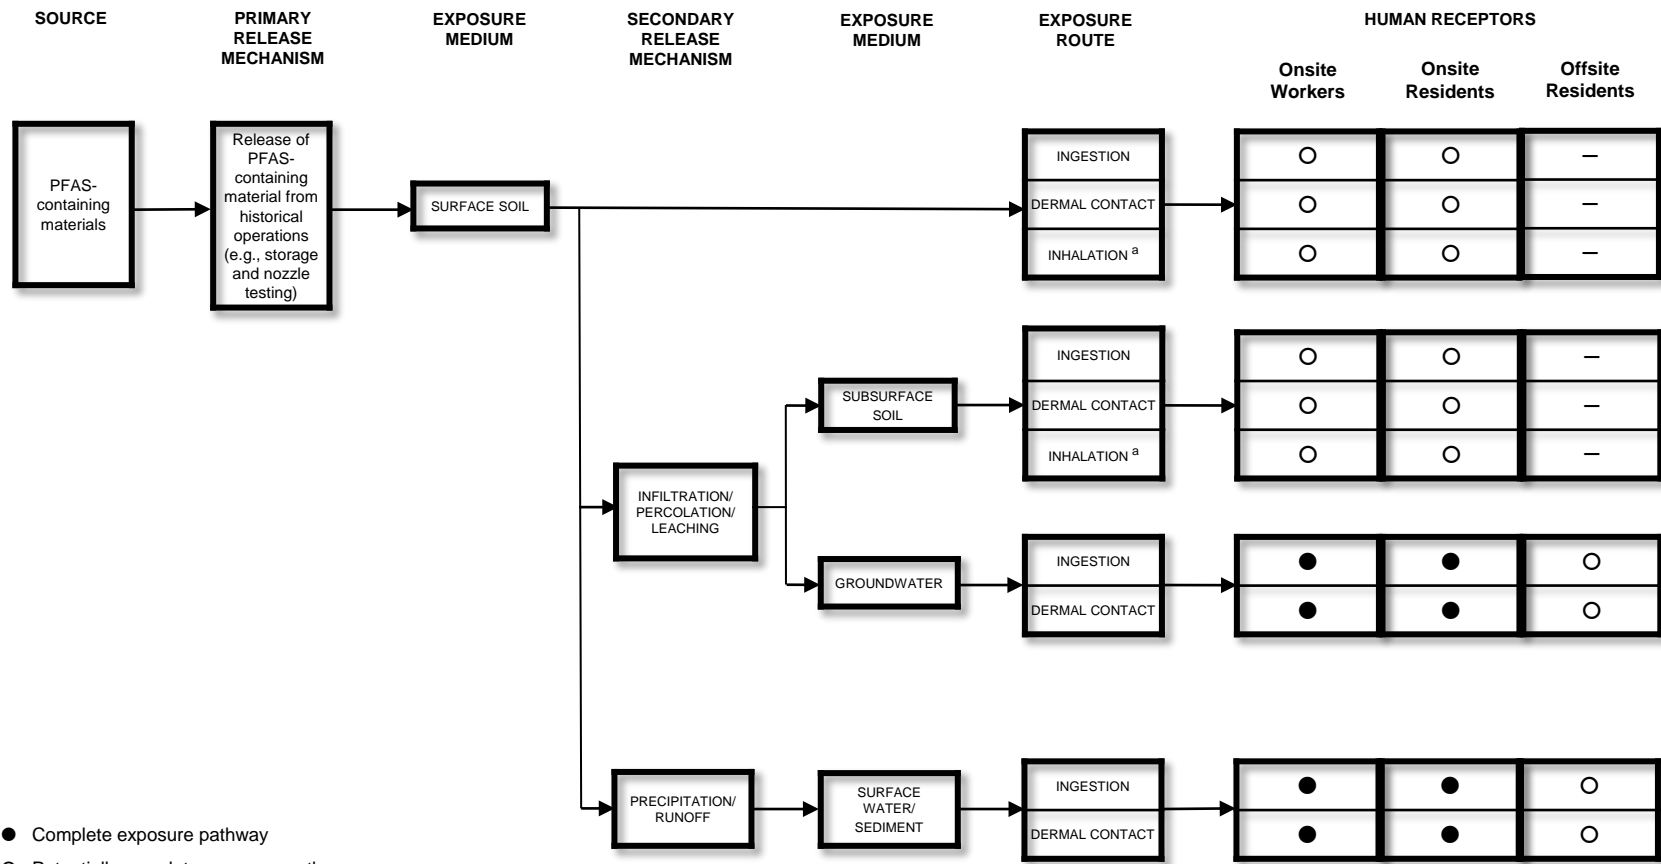 SOURCE
PRIMARY
RELEASE
MECHANISM
EXPOSURE
MEDIUM
SECONDARY
RELEASE
MECHANISM
EXPOSURE
MEDIUM
EXPOSURE
ROUTE
HUMAN RECEPTORS
Onsite
Workers
Onsite
Residents
Offsite
Residents
PFAS-
containing
materials
Release of
PFAS-
containing
material from
historical
operations
(e.g., storage
and nozzle
testing)
SURFACE SOIL
INGESTION
DERMAL CONTACT
INHALATION a
INFILTRATION/
PERCOLATION/
LEACHING
SUBSURFACE
SOIL
INGESTION
DERMAL CONTACT
INHALATION a
GROUNDWATER
INGESTION
DERMAL CONTACT
PRECIPITATION/
RUNOFF
SURFACE
WATER/
SEDIMENT
INGESTION
DERMAL CONTACT
Complete exposure pathway